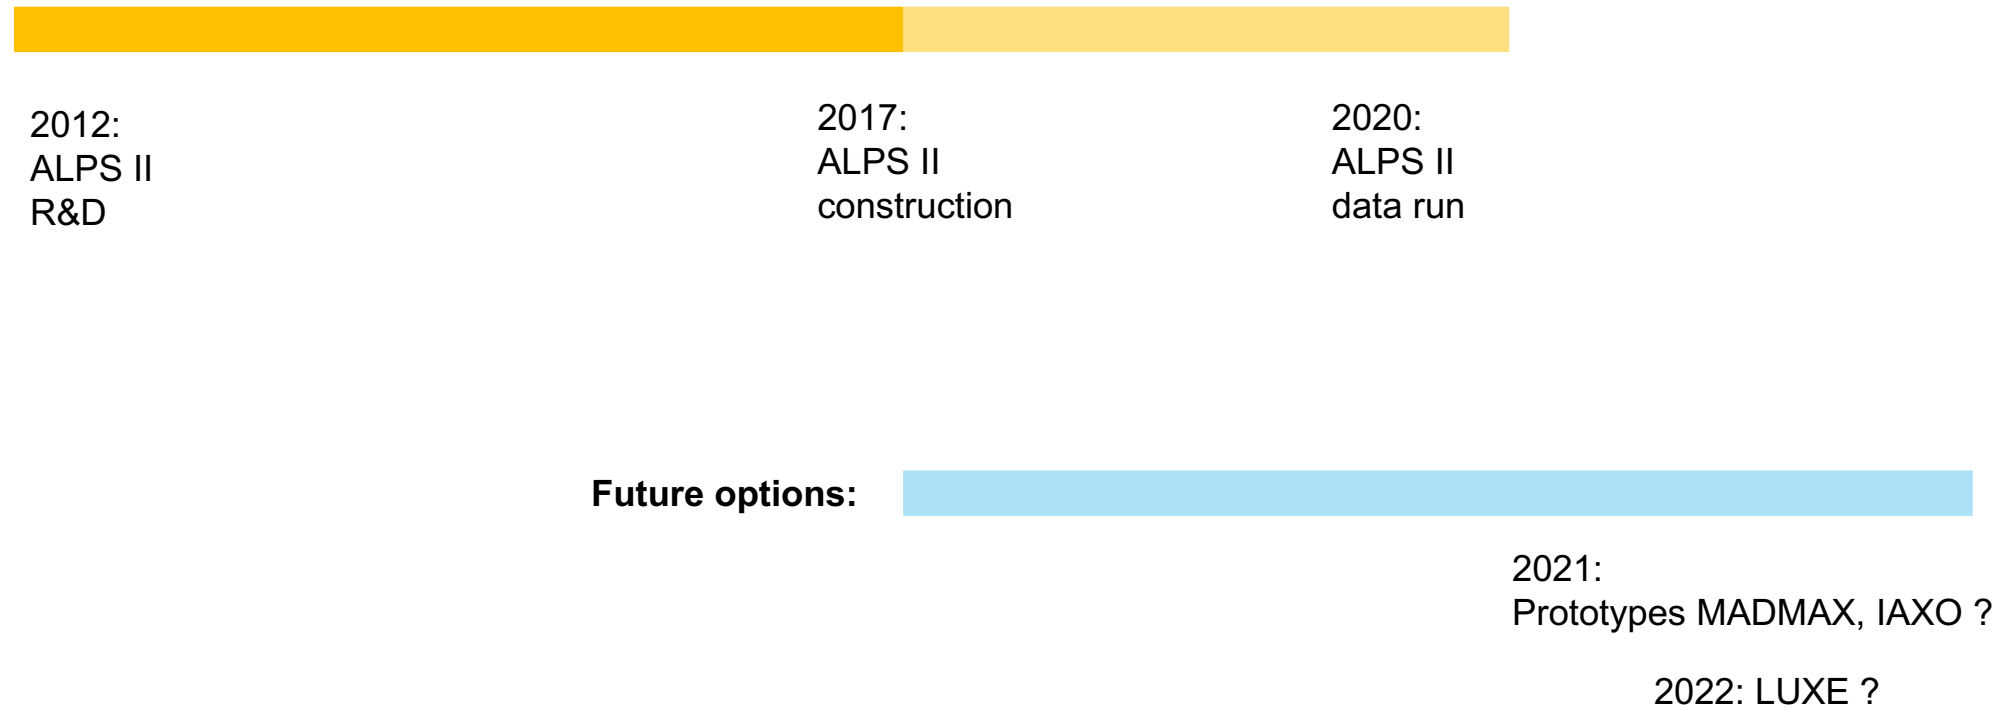 2012:
ALPS II
R&D
2017:
ALPS II
construction
2020:
ALPS II
data run
Future options:
2021:
Prototypes MADMAX, IAXO ?
2022: LUXE ?